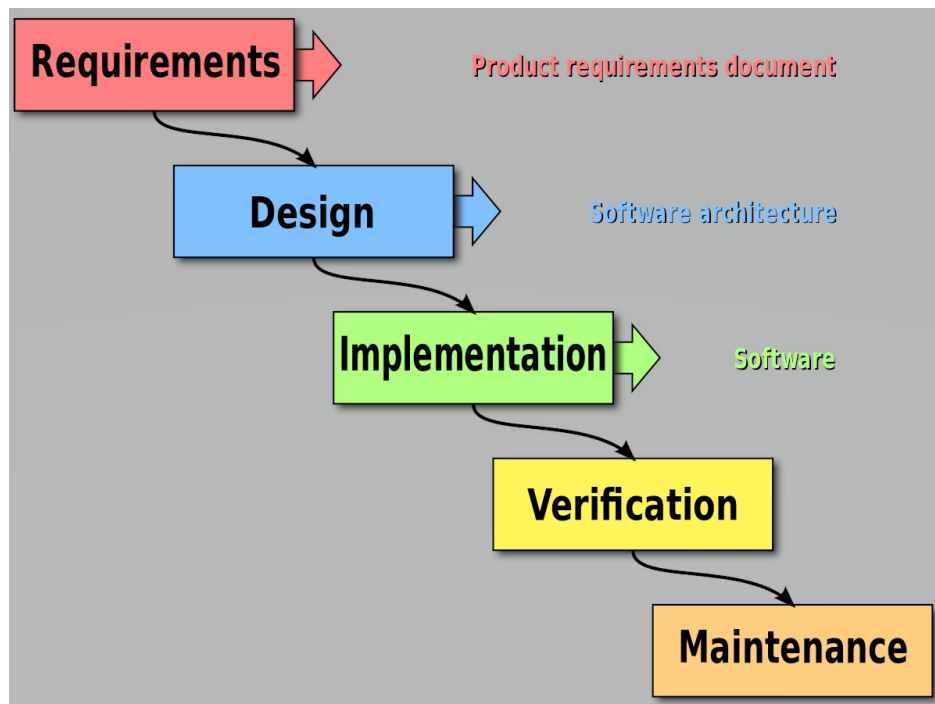 Requirements
Product requirements document
Design
Software architecture
Implementation
Software
Verification
Maintenance